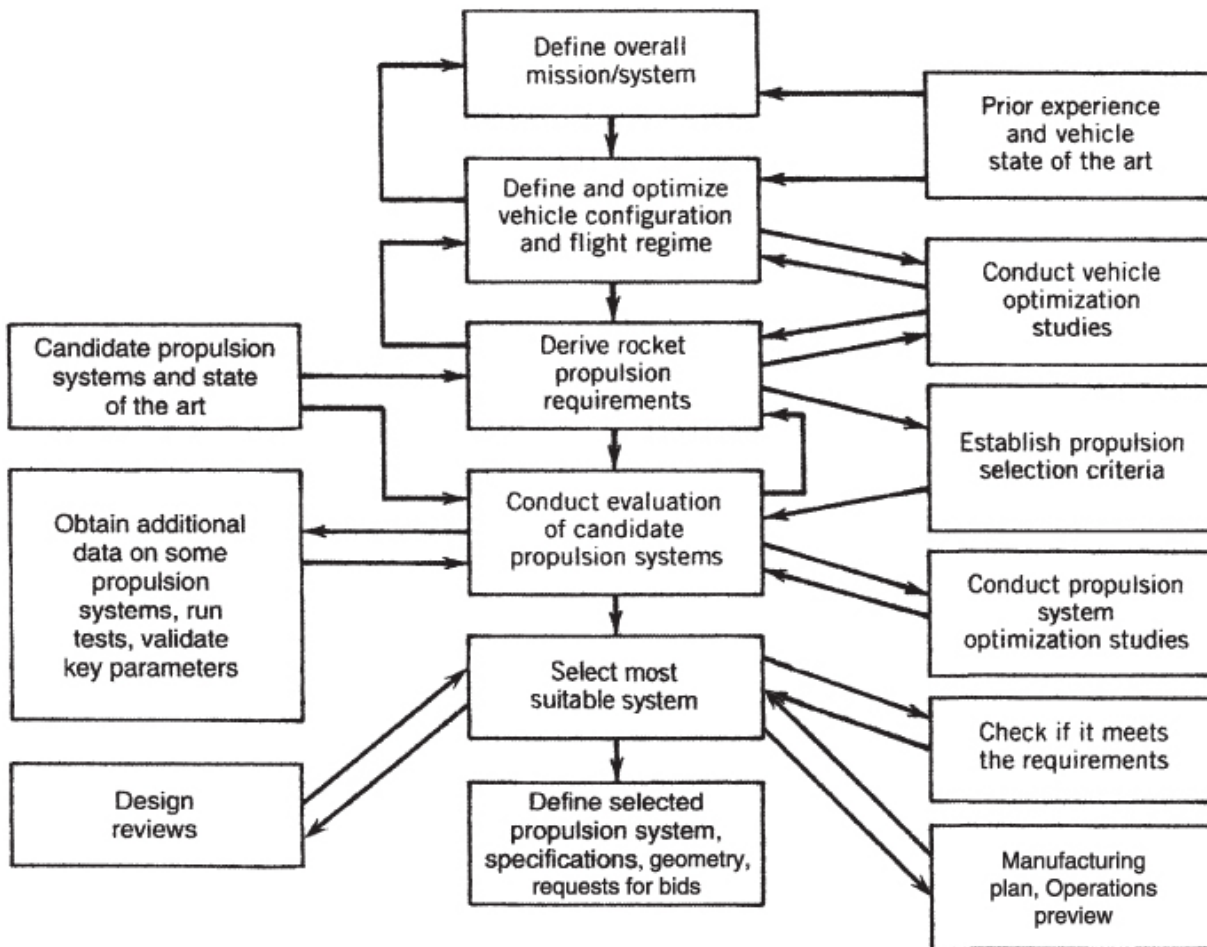 Define overall
mission/system
Prior experience
and vehicle
state of the art
Define and optimize
vehicle configuration
and flight regime
Conduct vehicle
optimization
studies
Candidate propulsion
systems and state
of the art
Derive rocket
propulsion
requirements
Establish propulsion
selection criteria
Obtain additional
data on some
propulsion
systems, run
tests, validate
key parameters
Conduct evaluation
of candidate
propulsion systems
Conduct propulsion
system
optimization studies
Select most
suitable system
Check if it meets
the requirements
Design
reviews
Define selected
propulsion system,
specifications, geometry,
requests for bids
Manufacturing
plan, Operations
preview